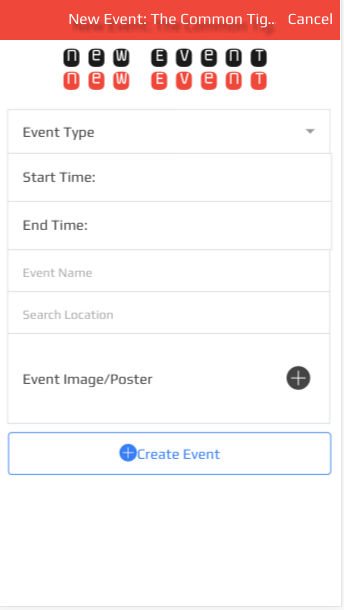 New Event: The Common Tig.. Cancel
new Event
new Event
Event Type
Start Time:
End Time:
Event Name
Search Location
Event Image/Poster
Create Event